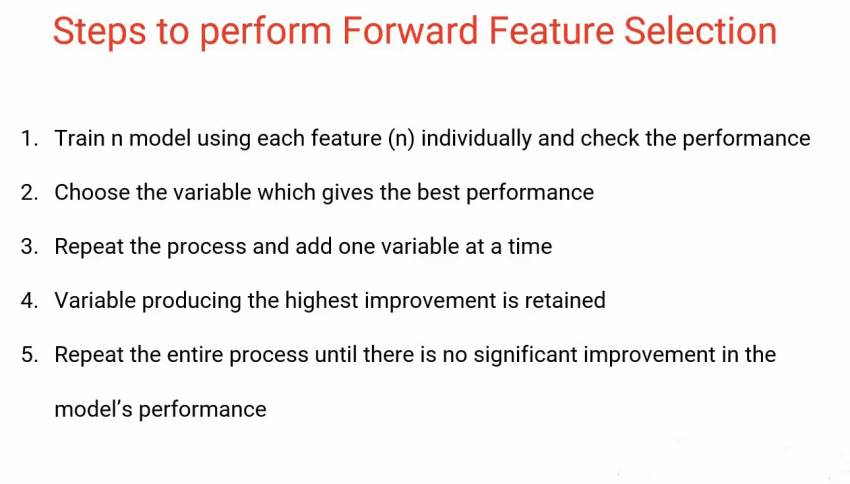 Steps to perform Forward Feature Selection
1. Train n model using each feature (n) individually and check the performance
2. Choose the variable which gives the best performance
3. Repeat the process and add one variable at a time
4. Variable producing the highest improvement is retained
5. Repeat the entire process until there is no significant improvement in the
model’s performance